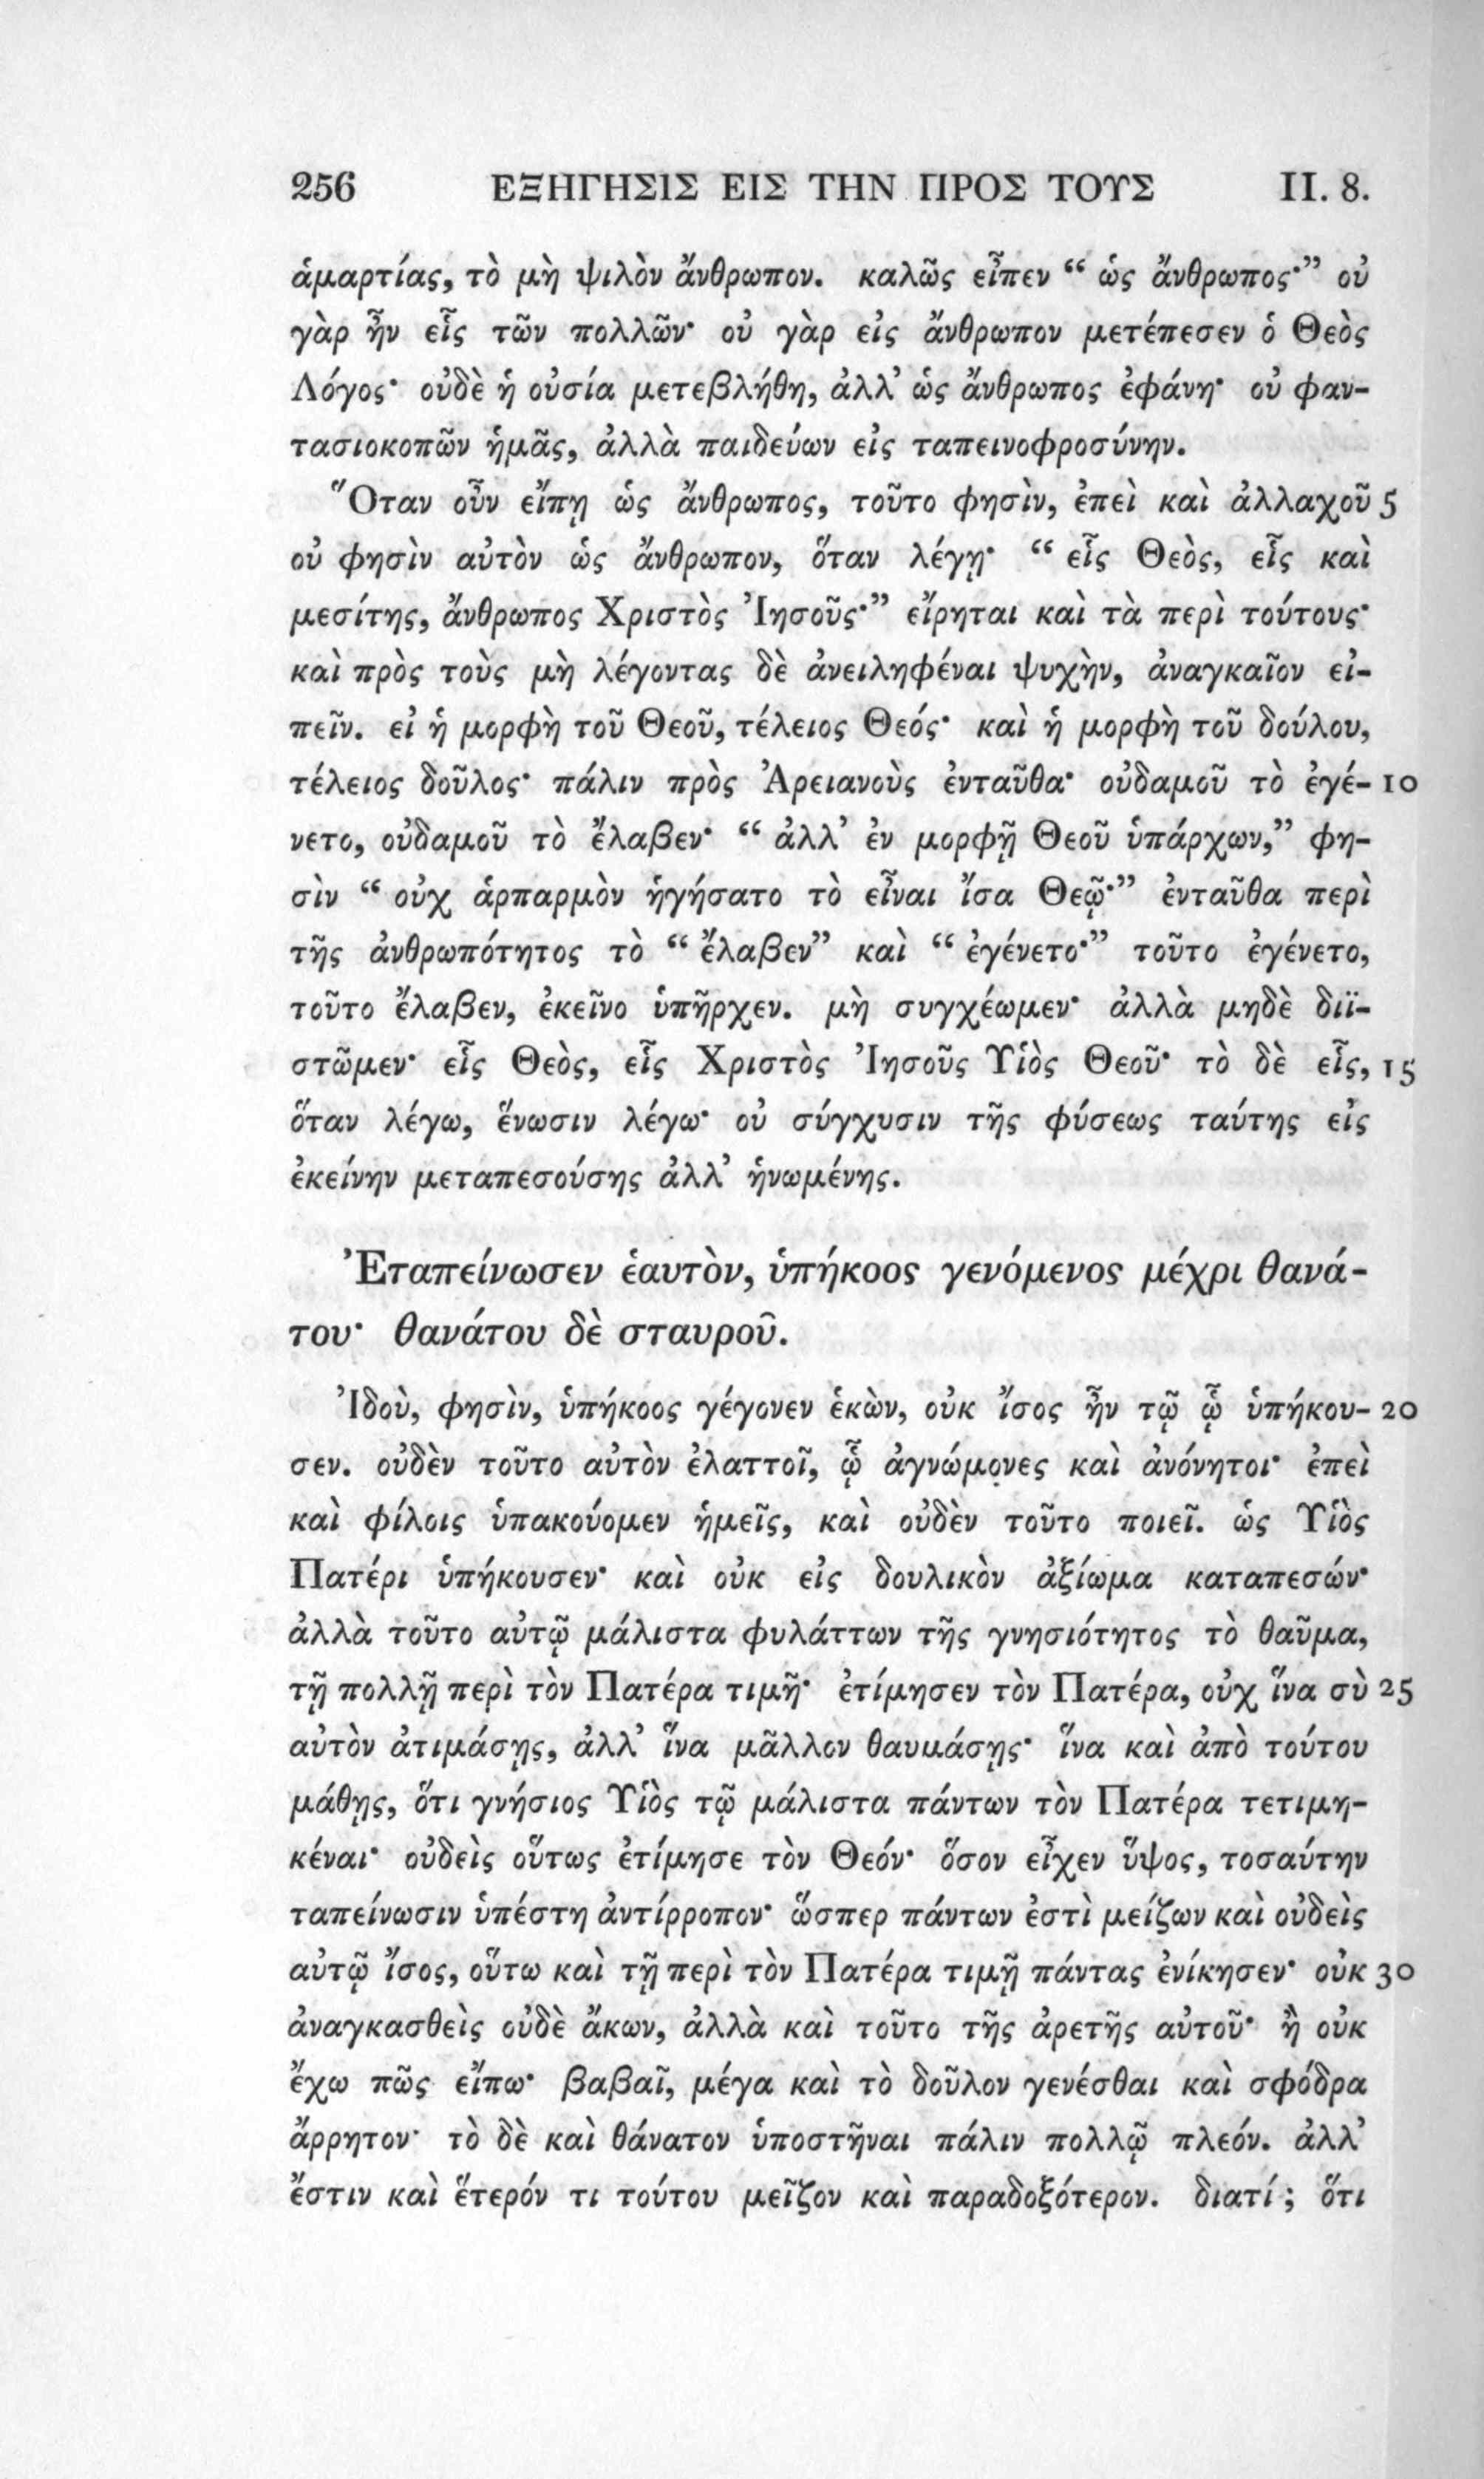 256 ΕΞΗΓΗΣΙΣ ΕΙΣ ΤΗΝ ΠΡΟΣ ΤΟΥΣ II. 8.
ἁμαρτίας, τὸ μὴ ψιλὸν ἄνθρωπον. καλῶς εἶπεν “ ὡς ἄνθρωπος·” οὐ
γὰρ ἦν εἷς τῶν πολλῶν· οὐ γὰρ εἰς ἄνθρωπον μετέπεσεν ὁ Θεὸς
Λόγος· οὐδὲ ἡ οὐσία μετεβλήθη, ἀλλ’ ὡς ἄνθρωπος ἐφάνη· οὐ φαν-
τασιοκοπῶν ἡμᾶς, ἀλλὰ παιδεύων εἰς ταπεινοφροσύνην.
Ὅταν οὖν εἴπῃ ὡς ἄνθρωπος, τοῦτο φησὶν, ἐπεὶ καὶ ἀλλαχοῦ 5
οὐ φησὶν αὐτὸν ὡς ἄνθρωπον, ὅταν λέγῃ· “ εἷς Θεὸς, εἷς καὶ
μεσίτης, ἄνθρωπος Χριστὸς Ἰησοῦς·” εἴρηται καὶ τὰ περὶ τούτους·
καὶ πρὸς τοὺς μὴ λέγοντας δὲ ἀνειληφέναι ψυχὴν, ἀναγκαῖον εἰ-
πεῖν. εἰ ἡ μορφὴ τοῦ Θεοῦ, τέλειος Θεός· καὶ ἡ μορφὴ τοῦ δούλου,
τέλειος δοῦλος· πάλιν πρὸς Ἀρειανοὺς ἐνταῦθα· οὐδαμοῦ τὸ ἐγέ- 10
νετο, οὐδαμοῦ τὸ ἔλαβεν· “ ἀλλ’ ἐν μορφῇ Θεοῦ ὑπάρχων,” φη-
σὶν “ οὐχ ἁρπαρμὸν ἡγήσατο τὸ εἶναι ἴσα Θεῷ·” ἐνταῦθα περὶ
τῆς ἀνθρωπότητος τὸ “ ἔλαβεν” καὶ “ ἐγένετο·” τοῦτο ἐγένετο,
τοῦτο ἔλαβεν, ἐκεῖνο ὑπῆρχεν. μὴ συγχέωμεν· ἀλλὰ μηδὲ διϊ-
στῶμεν· εἷς Θεὸς, εἷς Χριστὸς Ἰησοῦς Υἱὸς Θεοῦ· τὸ δὲ εἷς, 15
ὅταν λέγω, ἕνωσιν λέγω· οὐ σύγχυσιν τῆς φύσεως ταύτης εἰς
ἐκείνην μεταπεσούσης ἀλλ’ ἡνωμένης.
Ἐταπείνωσεν ἑαυτὸν, ὑπήκοος γενόμενος μέχρι θανά-
του· θανάτου δὲ σταυροῦ.
Ἰδοὺ, φησὶν, ὑπήκοος γέγονεν ἑκὼν, οὐκ ἴσος ἦν τῷ ᾧ ὑπήκου- 20
σεν. οὐδὲν τοῦτο αὐτὸν ἐλαττοῖ, ᾧ ἀγνώμονες καὶ ἀνόνητοι· ἐπεὶ
καὶ φίλοις ὑπακούομεν ἡμεῖς, καὶ οὐδὲν τοῦτο ποιεῖ. ὡς Υἱὸς
Πατέρι ὑπήκουσεν· καὶ οὐκ εἰς δουλικὸν ἀξίωμα καταπεσών·
ἀλλὰ τοῦτο αὐτῷ μάλιστα φυλάττων τῆς γνησιότητος τὸ θαῦμα,
τῇ πολλῇ περὶ τὸν Πατέρα τιμῇ· ἐτίμησεν τὸν Πατέρα, οὐχ ἵνα σὺ 25
αὐτὸν ἀτιμάσῃς, ἀλλ’ ἵνα μᾶλλον θαυμάσῃς· ἵνα καὶ ἀπὸ τούτου
μάθῃς, ὅτι γνήσιος Υἱὸς τῷ μάλιστα πάντων τὸν Πατέρα τετιμη-
κέναι· οὐδεὶς οὕτως ἐτίμησε τὸν Θεόν· ὅσον εἶχεν ὕψος, τοσαύτην
ταπείνωσιν ὑπέστη ἀντίρροπον· ὥσπερ πάντων ἐστὶ μείζων καὶ οὐδεὶς
αὐτῷ ἴσος, οὕτω καὶ τῇ περὶ τὸν Πατέρα τιμῇ πάντας ἐνίκησεν· οὐκ 30
ἀναγκασθεὶς οὐδὲ ἄκων, ἀλλὰ καὶ τοῦτο τῆς ἀρετῆς αὐτοῦ· ἢ οὐκ
ἔχω πῶς εἴπω· βαβαῖ, μέγα καὶ τὸ δοῦλον γενέσθαι καὶ σφόδρα
ἄρρητον· τὸ δὲ καὶ θάνατον ὑποστῆναι πάλιν πολλῷ πλεόν. ἀλλ’
ἔστιν καὶ ἕτερόν τι τούτου μεῖζον καὶ παραδοξότερον. διατί ; ὅτι